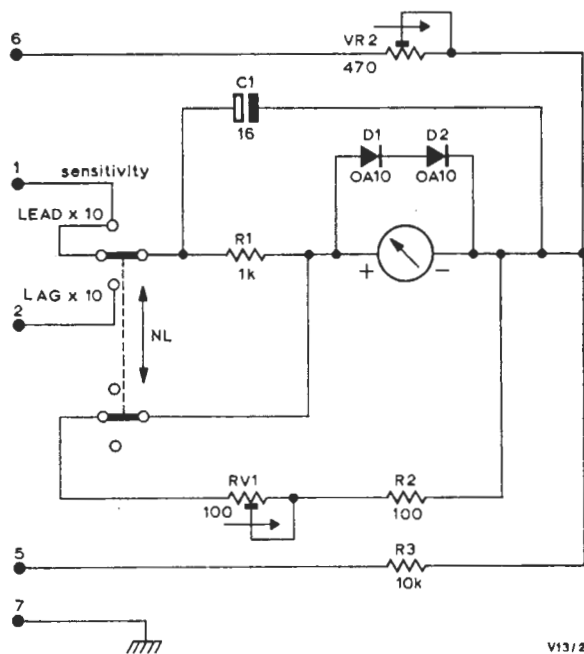 6
VR2
470
C1
16
D1
D2
OA10
OA10
1
sensitivity
LEAD x 10
R1
1k
+
-
LAG x 10
2
NL
RV1
100
R2
100
5
R3
10k
7
V13/2